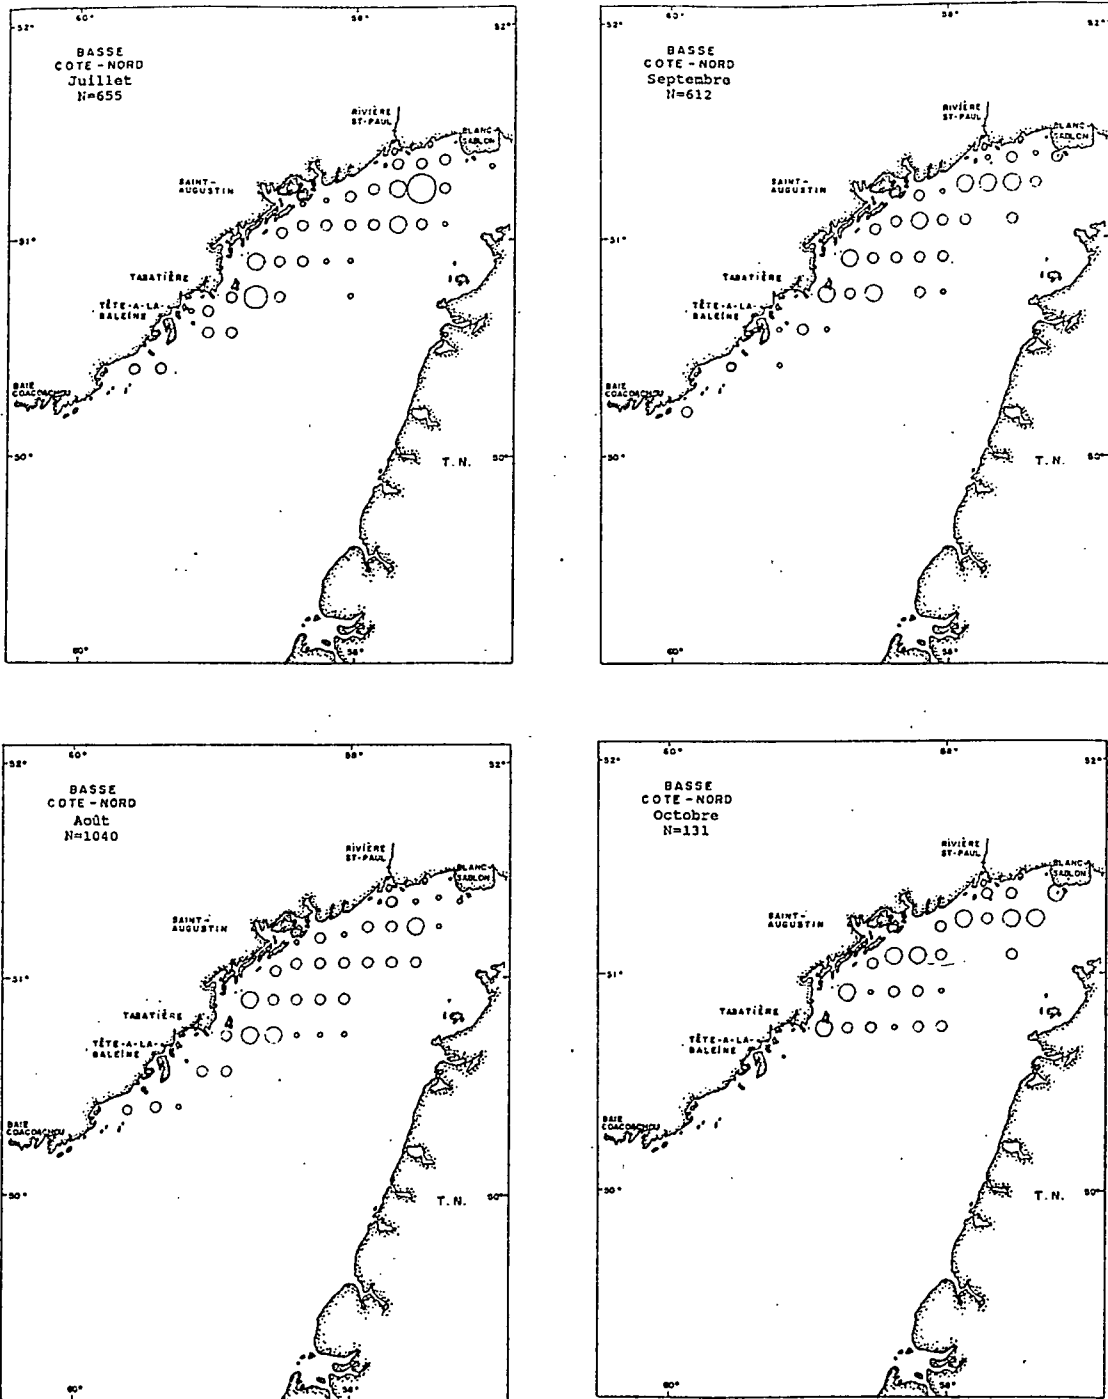 60°
58°
52°
52°
BASSE
COTE-NORD
Juillet
N=655
RIVIÈRE
ST-PAUL
BLANC
SABLON
SAINT-
AUGUSTIN
51°
TABATIÈRE
TÊTE-A-LA-
BALEINE
BAIE
COACOACHOU
50°
50°
T.N.
60°
58°
60°
58°
52°
52°
BASSE
COTE-NORD
Septembre
N=612
RIVIÈRE
ST-PAUL
BLANC
SABLON
SAINT-
AUGUSTIN
51°
TABATIÈRE
TÊTE-A-LA-
BALEINE
BAIE
COACOACHOU
50°
50°
T.N.
60°
58°
60°
58°
52°
52°
BASSE
COTE-NORD
Août
N=1040
RIVIÈRE
ST-PAUL
BLANC
SABLON
SAINT-
AUGUSTIN
51°
TABATIÈRE
TÊTE-A-LA-
BALEINE
BAIE
COACOACHOU
50°
50°
T.N.
60°
58°
60°
58°
52°
52°
BASSE
COTE-NORD
Octobre
N=131
RIVIÈRE
ST-PAUL
BLANC
SABLON
SAINT-
AUGUSTIN
51°
TABATIÈRE
TÊTE-A-LA-
BALEINE
BAIE
COACOACHOU
50°
50°
T.N.
60°
58°